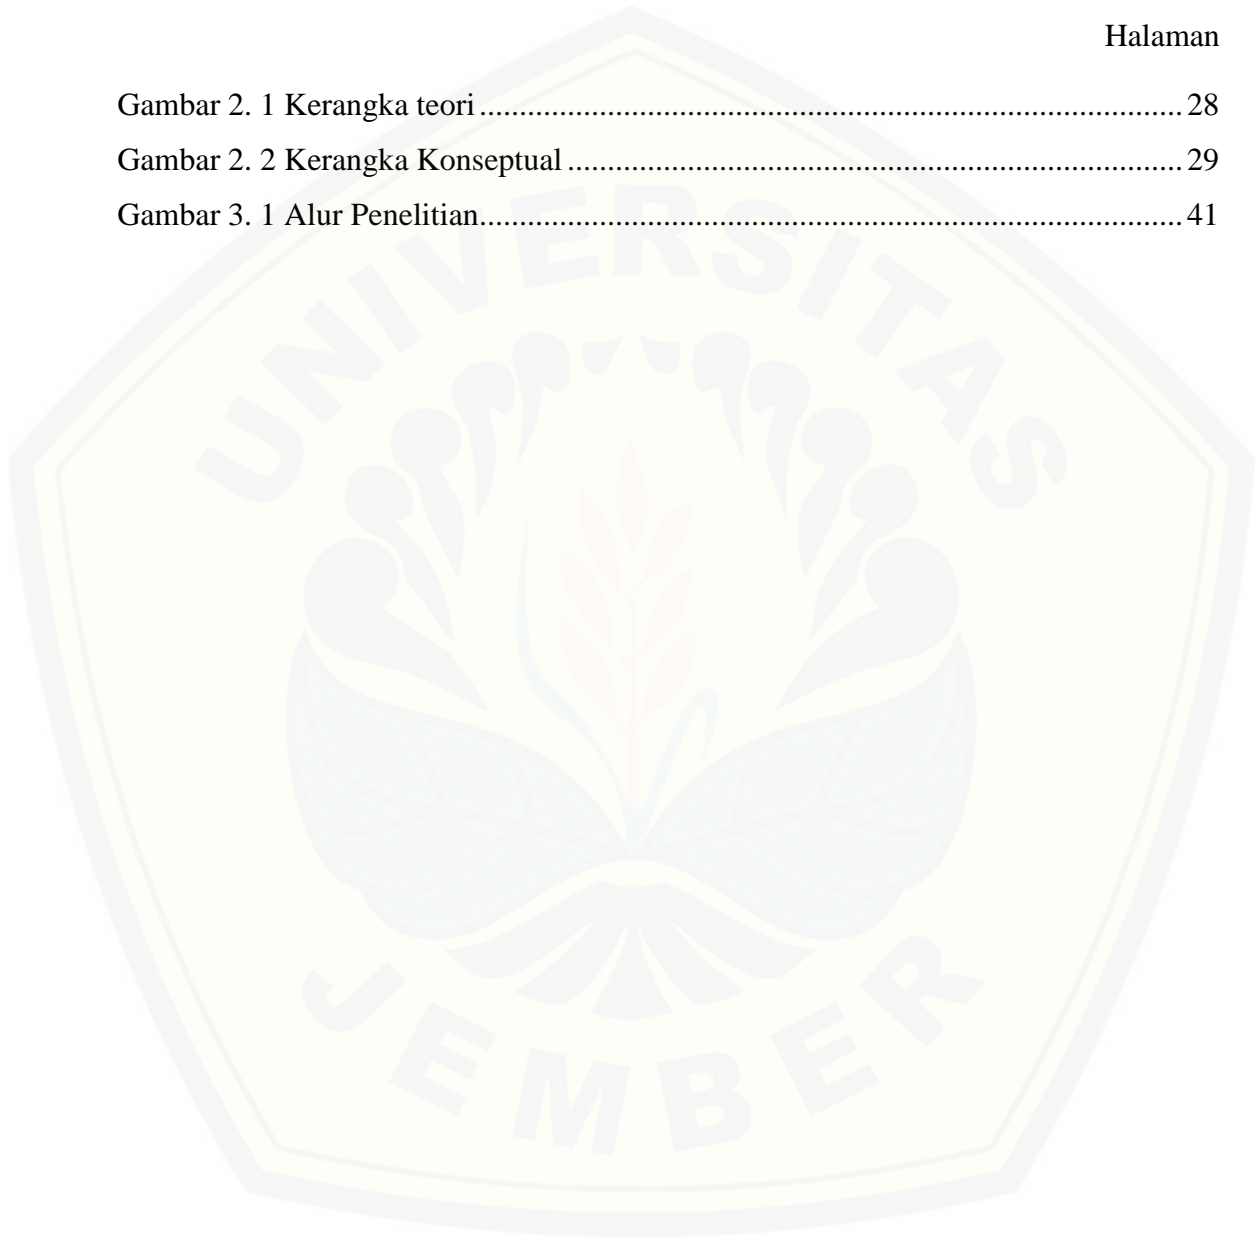 Halaman
Gambar 2. 1 Kerangka teori........................................................................................ 28
Gambar 2. 2 Kerangka Konseptual ............................................................................. 29
Gambar 3. 1 Alur Penelitian........................................................................................ 41
UNIVERSITAS
JEMBER